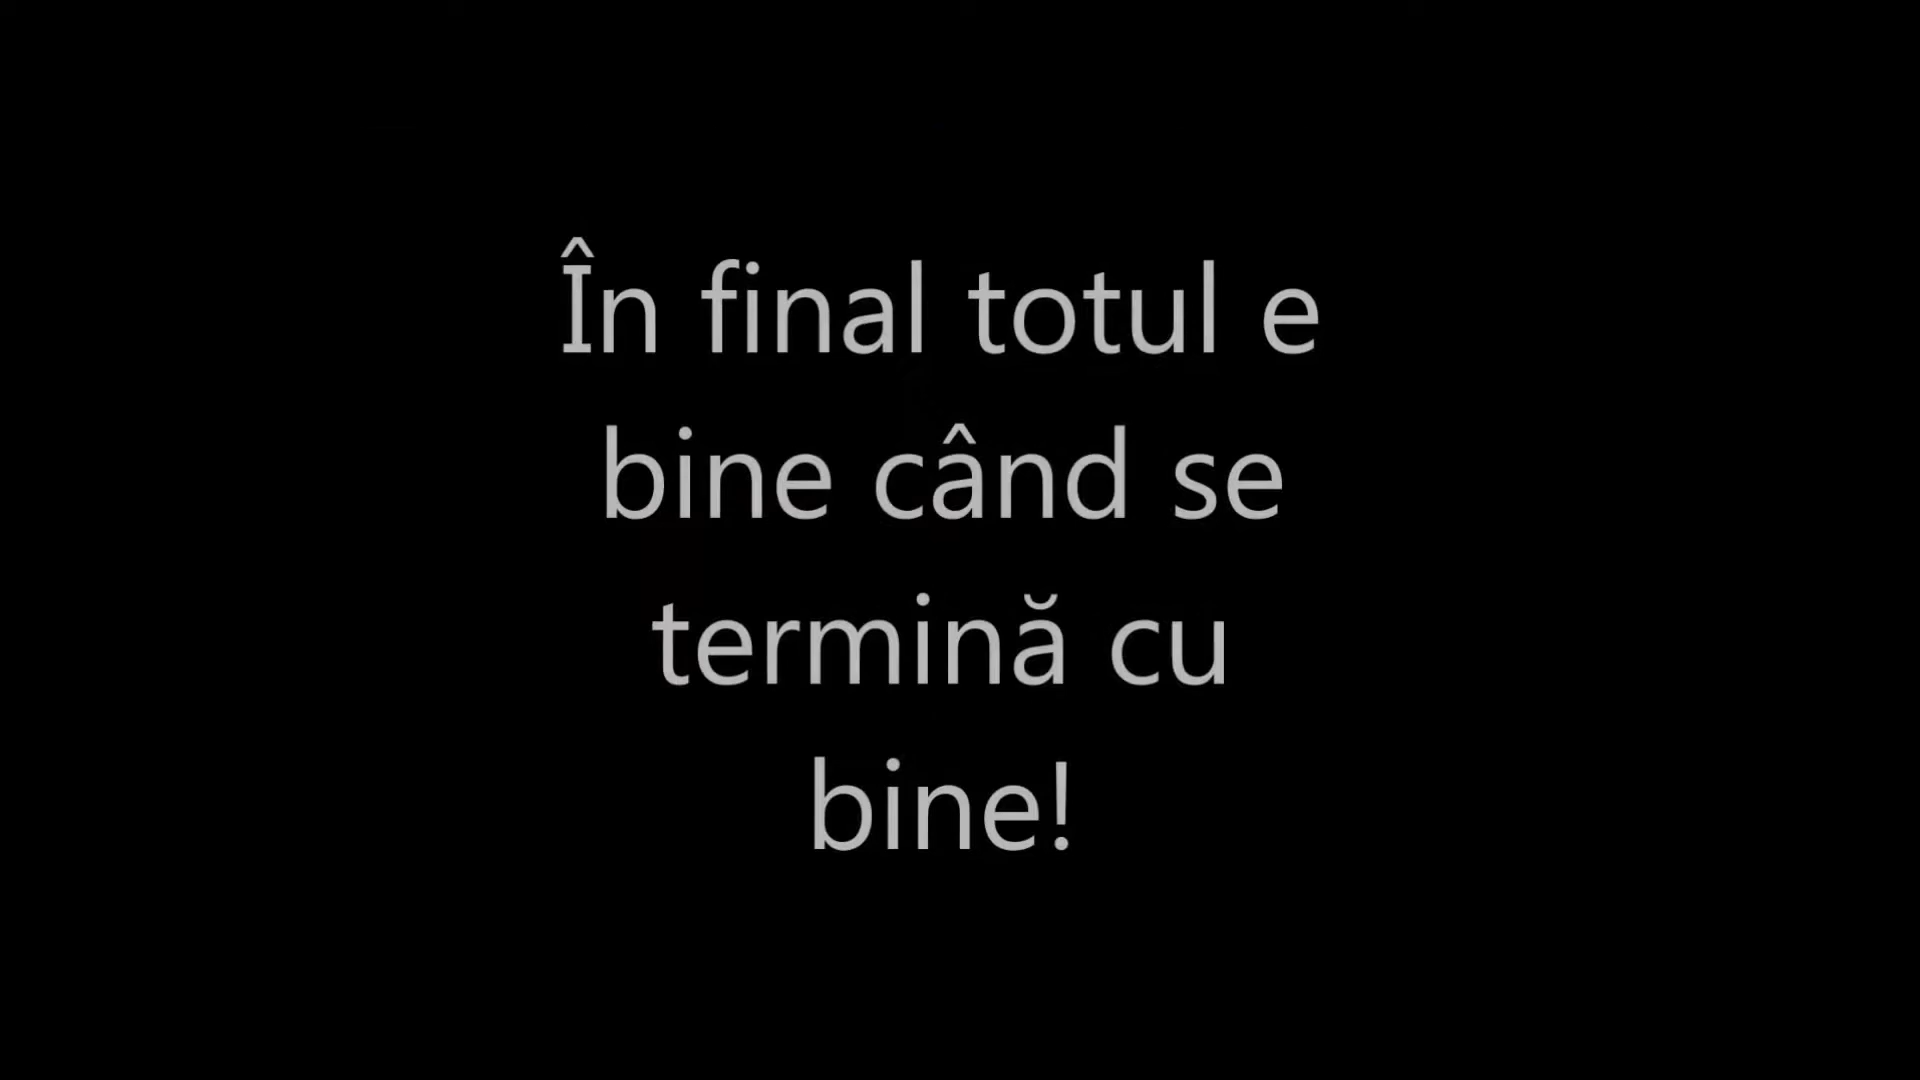 În final totul e
bine când se
termină cu
bine!